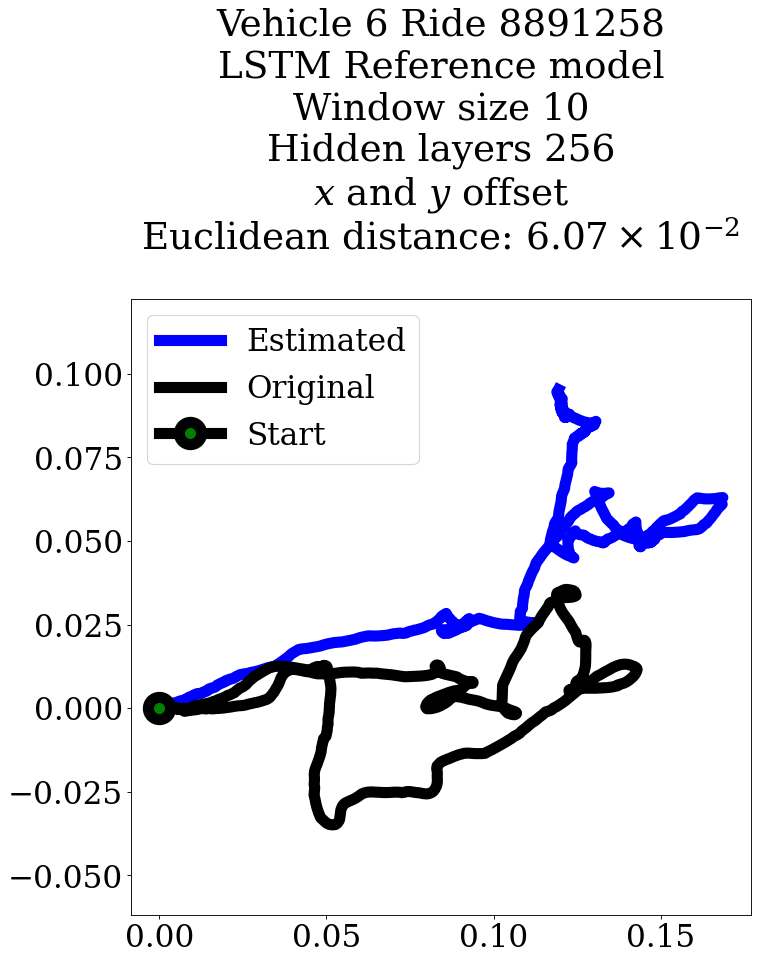 Vehicle 6 Ride 8891258
LSTM Reference model
Window size 10
Hidden layers 256
x and y offset
Euclidean distance: 6.07 × 10⁻²
Estimated
Original
Start
0.100
0.075
0.050
0.025
0.000
−0.025
−0.050
0.00 0.05 0.10 0.15